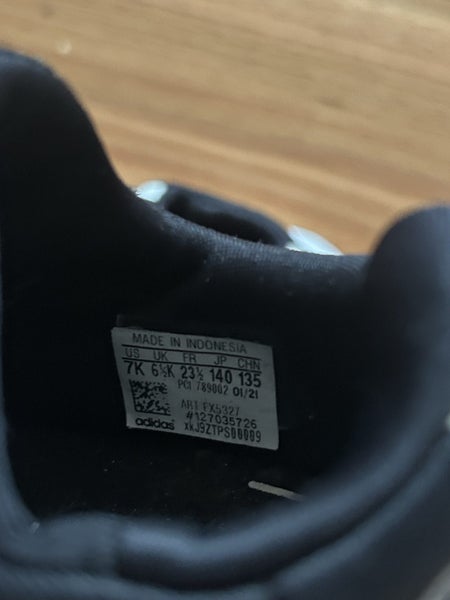 MADE IN INDONESIA
US UK FR JP CHN
7K 6½K 23½ 140 135
PCI 789002 01/21
ART FX5327
#127035726
adidas xkJ9ZTPS00009